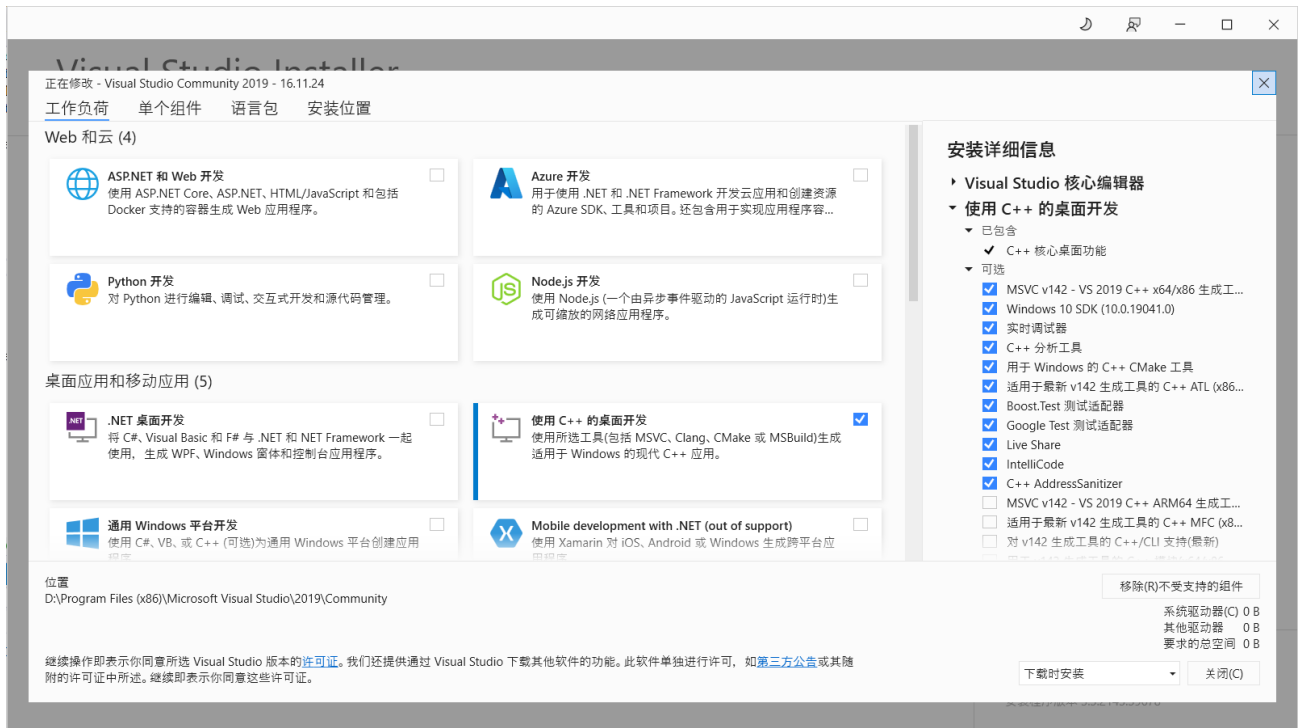 Visual Studio Installer
正在修改 - Visual Studio Community 2019 - 16.11.24
工作负荷 单个组件 语言包 安装位置
Web 和云 (4)
ASP.NET 和 Web 开发
使用 ASP.NET Core、ASP.NET、HTML/JavaScript 和包括
Docker 支持的容器生成 Web 应用程序。
Azure 开发
用于使用 .NET 和 .NET Framework 开发云应用和创建资源
的 Azure SDK、工具和项目。还包含用于实现应用程序容...
Python 开发
对 Python 进行编辑、调试、交互式开发和源代码管理。
Node.js 开发
使用 Node.js (一个由异步事件驱动的 JavaScript 运行时)生
成可缩放的网络应用程序。
桌面应用和移动应用 (5)
.NET
.NET 桌面开发
将 C#、Visual Basic 和 F# 与 .NET 和 .NET Framework 一起
使用，生成 WPF、Windows 窗体和控制台应用程序。
使用 C++ 的桌面开发
使用所选工具(包括 MSVC、Clang、CMake 或 MSBuild)生成
适用于 Windows 的现代 C++ 应用。
通用 Windows 平台开发
使用 C#、VB、或 C++ (可选)为通用 Windows 平台创建应用
程序。
Mobile development with .NET (out of support)
使用 Xamarin 对 iOS、Android 或 Windows 生成跨平台应
用程序。
安装详细信息
Visual Studio 核心编辑器
使用 C++ 的桌面开发
已包含
C++ 核心桌面功能
可选
MSVC v142 - VS 2019 C++ x64/x86 生成工...
Windows 10 SDK (10.0.19041.0)
实时调试器
C++ 分析工具
用于 Windows 的 C++ CMake 工具
适用于最新 v142 生成工具的 C++ ATL (x86...
Boost.Test 测试适配器
Google Test 测试适配器
Live Share
IntelliCode
C++ AddressSanitizer
MSVC v142 - VS 2019 C++ ARM64 生成工...
适用于最新 v142 生成工具的 C++ MFC (x8...
对 v142 生成工具的 C++/CLI 支持(最新)
位置
D:\Program Files (x86)\Microsoft Visual Studio\2019\Community
移除(R)不受支持的组件
系统驱动器(C) 0 B
其他驱动器 0 B
要求的总空间 0 B
继续操作即表示你同意所选 Visual Studio 版本的许可证。我们还提供通过 Visual Studio 下载其他软件的功能。此软件单独进行许可，如第三方公告或其随
附的许可证中所述。继续即表示你同意这些许可证。
下载时安装
关闭(C)